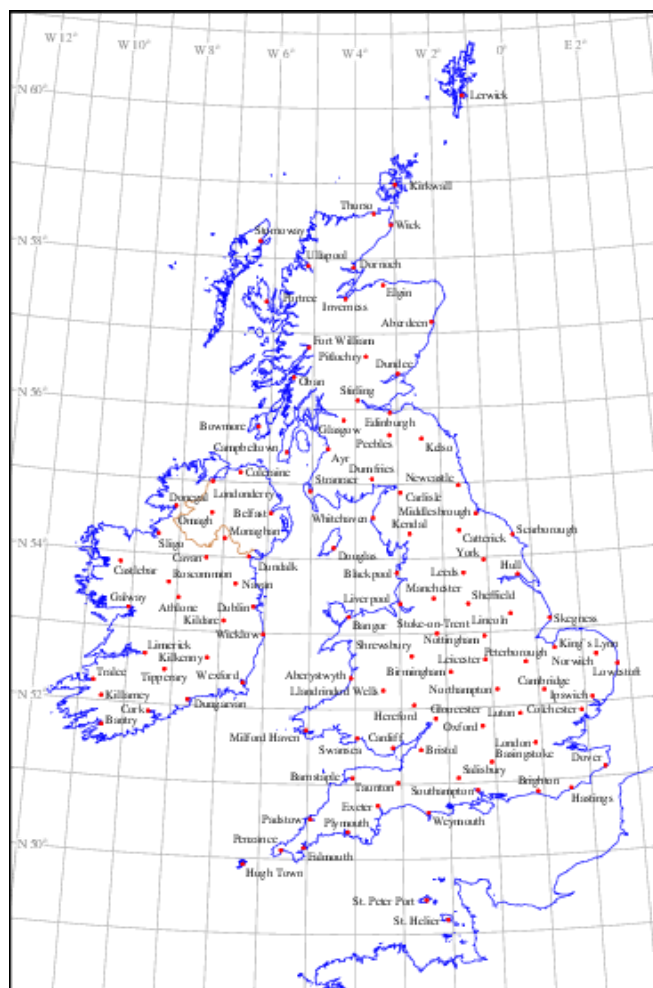 W 12°
W 10°
W 8°
W 6°
W 4°
W 2°
0°
E 2°
N 60°
Lerwick
Kirkwall
Thurso
Wick
N 58°
Stornoway
Ullapool
Dornoch
Portree
Elgin
Inverness
Aberdeen
Fort William
Pitlochry
Dundee
N 56°
Oban
Stirling
Bowmore
Glasgow
Edinburgh
Peebles
Kelso
Campbeltown
Ayr
Coleraine
Dumfries
Londonderry
Stranraer
Newcastle
Donegal
Carlisle
Omagh
Belfast
Whitehaven
Middlesbrough
Monaghan
Kendal
Catterick
Scarborough
N 54°
Sligo
Cavan
Dundalk
Douglas
York
Castlebar
Roscommon
Navan
Blackpool
Leeds
Hull
Galway
Athlone
Dublin
Liverpool
Manchester
Sheffield
Kildare
Bangor
Stoke-on-Trent
Lincoln
Skegness
Wicklow
Nottingham
Limerick
Kilkenny
Shrewsbury
Leicester
Peterborough
King's Lynn
Norwich
Tralee
Tipperary
Wexford
Aberystwyth
Birmingham
Lowestoft
N 52°
Killarney
Llandrindod Wells
Northampton
Cambridge
Ipswich
Cork
Dungarvan
Hereford
Gloucester
Luton
Colchester
Bantry
Oxford
Milford Haven
Swansea
Cardiff
Bristol
London
Basingstoke
Dover
Barnstaple
Taunton
Salisbury
Southampton
Brighton
Hastings
Exeter
Weymouth
Padstow
Plymouth
N 50°
Penzance
Falmouth
Hugh Town
St. Peter Port
St. Helier